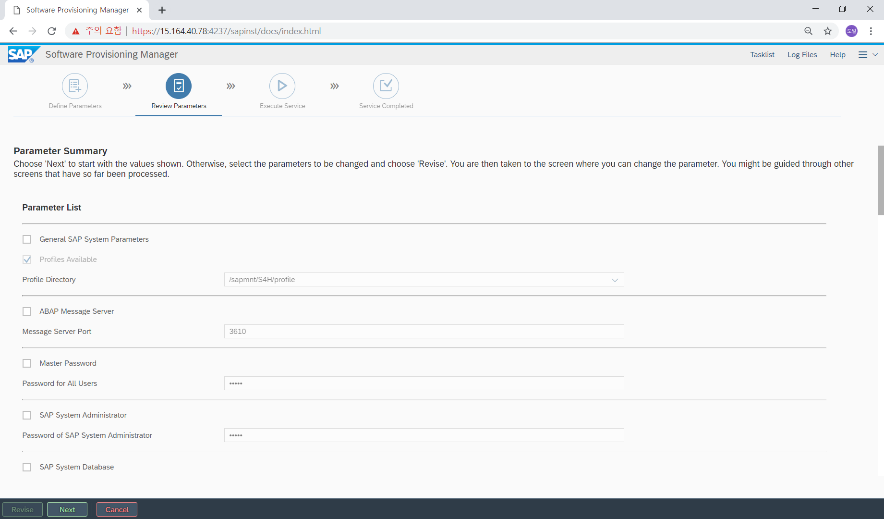 Software Provisioning Manager
주의 요함 | https://15.164.40.78:4237/sapinst/docs/index.html
SAP Software Provisioning Manager
Tasklist Log Files Help
Define Parameters Review Parameters Execute Service Service Completed
Parameter Summary
Choose 'Next' to start with the values shown. Otherwise, select the parameters to be changed and choose 'Revise'. You are then taken to the screen where you can change the parameter. You might be guided through other
screens that have so far been processed.
Parameter List
General SAP System Parameters
Profiles Available
Profile Directory /sapmnt/S4H/profile
ABAP Message Server
Message Server Port 3610
Master Password
Password for All Users •••••
SAP System Administrator
Password of SAP System Administrator •••••
SAP System Database
Revise Next Cancel